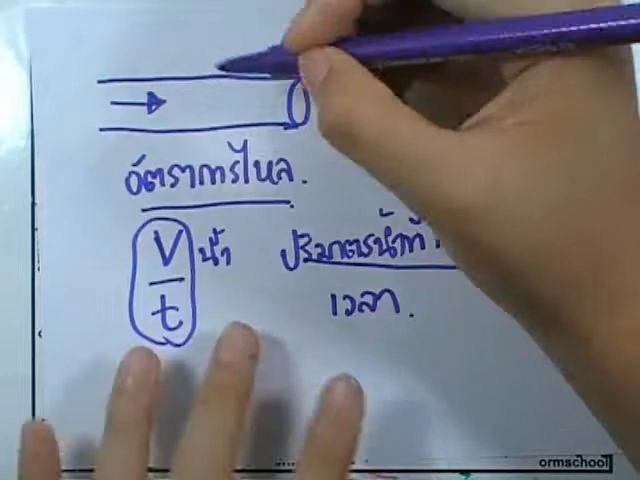 อัตราการไหล.
V น้ำ
t
ปริมาตรน้ำที่
เวลา.
ormschool